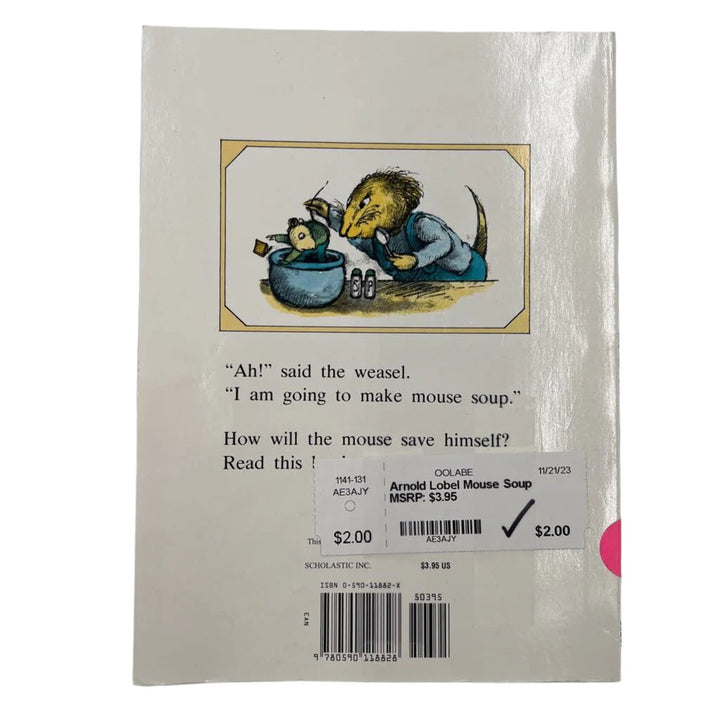 "Ah!" said the weasel.
"I am going to make mouse soup."
How will the mouse save himself?
Read this
1141-131
AE3AJY
$2.00
OOLABE
11/21/23
Arnold Lobel Mouse Soup
MSRP: $3.95
AE3AJY
$2.00
This
SCHOLASTIC INC.
$3.95 US
ISBN 0-590-11882-X
50395
EAN
9 780590 118828
S P